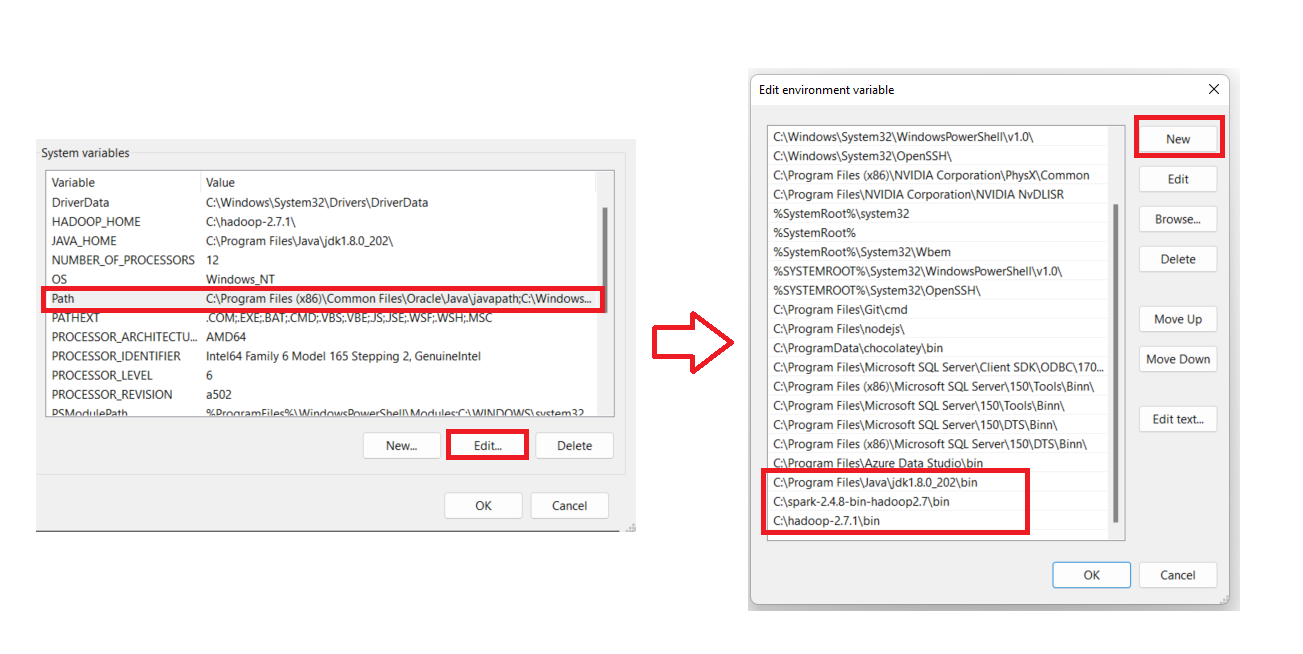 System variables
Variable Value
DriverData C:\Windows\System32\Drivers\DriverData
HADOOP_HOME C:\hadoop-2.7.1\
JAVA_HOME C:\Program Files\Java\jdk1.8.0_202\
NUMBER_OF_PROCESSORS 12
OS Windows_NT
Path C:\Program Files (x86)\Common Files\Oracle\Java\javapath;C:\Windows...
PATHEXT .COM;.EXE;.BAT;.CMD;.VBS;.VBE;.JS;.JSE;.WSF;.WSH;.MSC
PROCESSOR_ARCHITECTU... AMD64
PROCESSOR_IDENTIFIER Intel64 Family 6 Model 165 Stepping 2, GenuineIntel
PROCESSOR_LEVEL 6
PROCESSOR_REVISION a502
PSModulePath %ProgramFiles%\WindowsPowerShell\Modules;C:\WINDOWS\system32
New... Edit... Delete
OK Cancel
Edit environment variable
C:\Windows\System32\WindowsPowerShell\v1.0\
C:\Windows\System32\OpenSSH\
C:\Program Files (x86)\NVIDIA Corporation\PhysX\Common
C:\Program Files\NVIDIA Corporation\NVIDIA NvDLISR
%SystemRoot%\system32
%SystemRoot%
%SystemRoot%\System32\Wbem
%SYSTEMROOT%\System32\WindowsPowerShell\v1.0\
%SYSTEMROOT%\System32\OpenSSH\
C:\Program Files\Git\cmd
C:\Program Files\nodejs\
C:\ProgramData\chocolatey\bin
C:\Program Files\Microsoft SQL Server\Client SDK\ODBC\170...
C:\Program Files (x86)\Microsoft SQL Server\150\Tools\Binn\
C:\Program Files\Microsoft SQL Server\150\Tools\Binn\
C:\Program Files\Microsoft SQL Server\150\DTS\Binn\
C:\Program Files (x86)\Microsoft SQL Server\150\DTS\Binn\
C:\Program Files\Azure Data Studio\bin
C:\Program Files\Java\jdk1.8.0_202\bin
C:\spark-2.4.8-bin-hadoop2.7\bin
C:\hadoop-2.7.1\bin
New
Edit
Browse...
Delete
Move Up
Move Down
Edit text...
OK Cancel